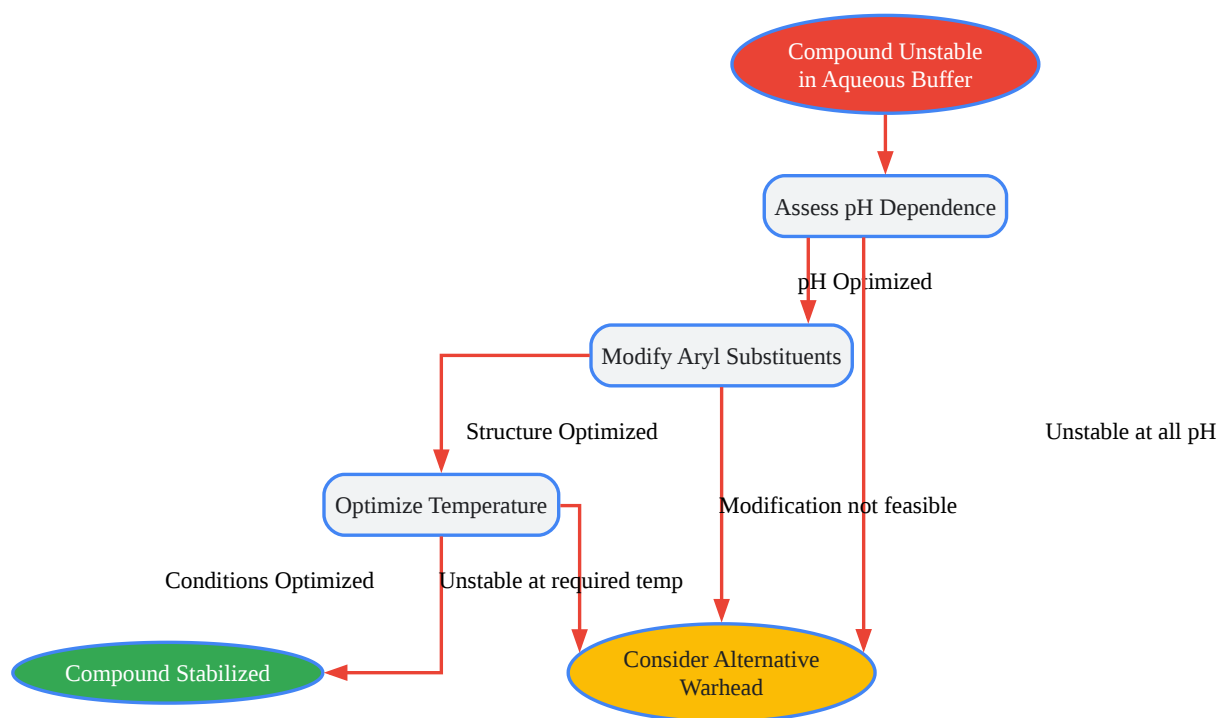 Compound Unstable
in Aqueous Buffer
Assess pH Dependence
pH Optimized
Modify Aryl Substituents
Structure Optimized
Unstable at all pH
Optimize Temperature
Modification not feasible
Conditions Optimized
Unstable at required temp
Compound Stabilized
Consider Alternative
Warhead